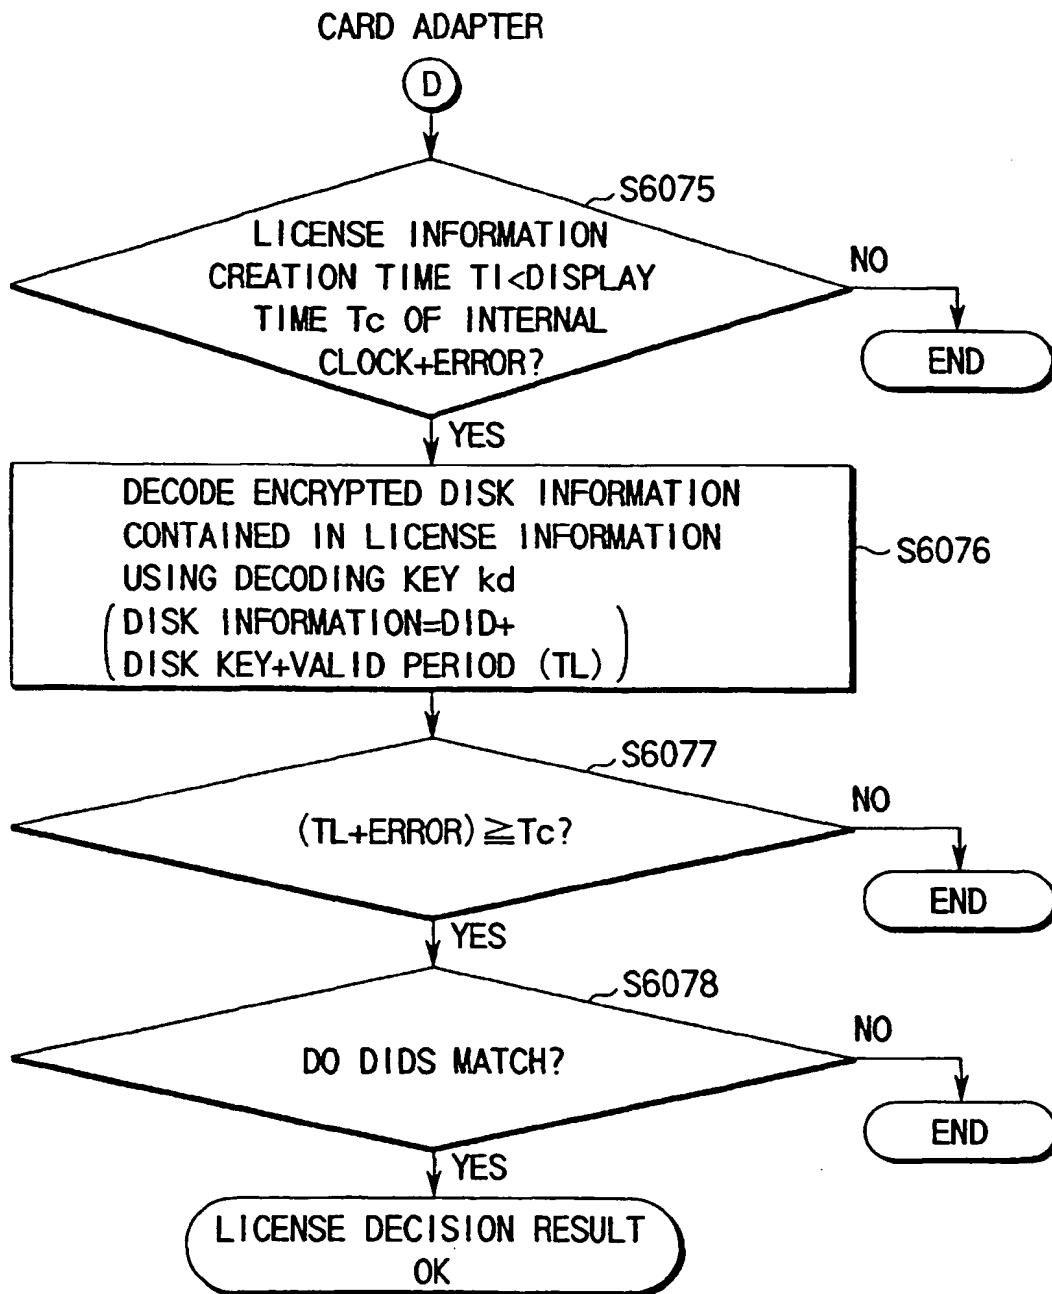 CARD ADAPTER
D
S6075
LICENSE INFORMATION
CREATION TIME TI<DISPLAY
TIME Tc OF INTERNAL
CLOCK+ERROR?
NO
END
YES
DECODE ENCRYPTED DISK INFORMATION
CONTAINED IN LICENSE INFORMATION
USING DECODING KEY kd
(DISK INFORMATION=DID+
DISK KEY+VALID PERIOD (TL))
S6076
S6077
(TL+ERROR)≧Tc?
NO
END
YES
S6078
DO DIDS MATCH?
NO
END
YES
LICENSE DECISION RESULT
OK